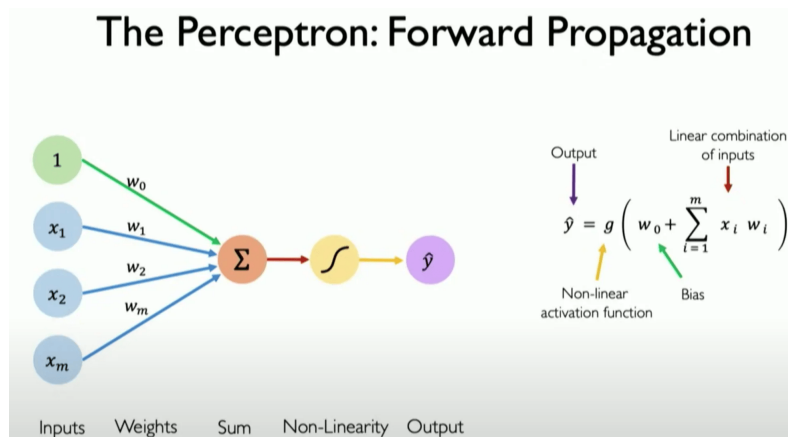 The Perceptron: Forward Propagation
1
x₁
x₂
xₘ
w₀
w₁
w₂
wₘ
Σ
∫
ŷ
Inputs Weights Sum Non-Linearity Output
Output
Linear combination
of inputs
ŷ = g ( w₀ + ∑ᵢ₌₁ᵐ xᵢ wᵢ )
Non-linear
activation function
Bias